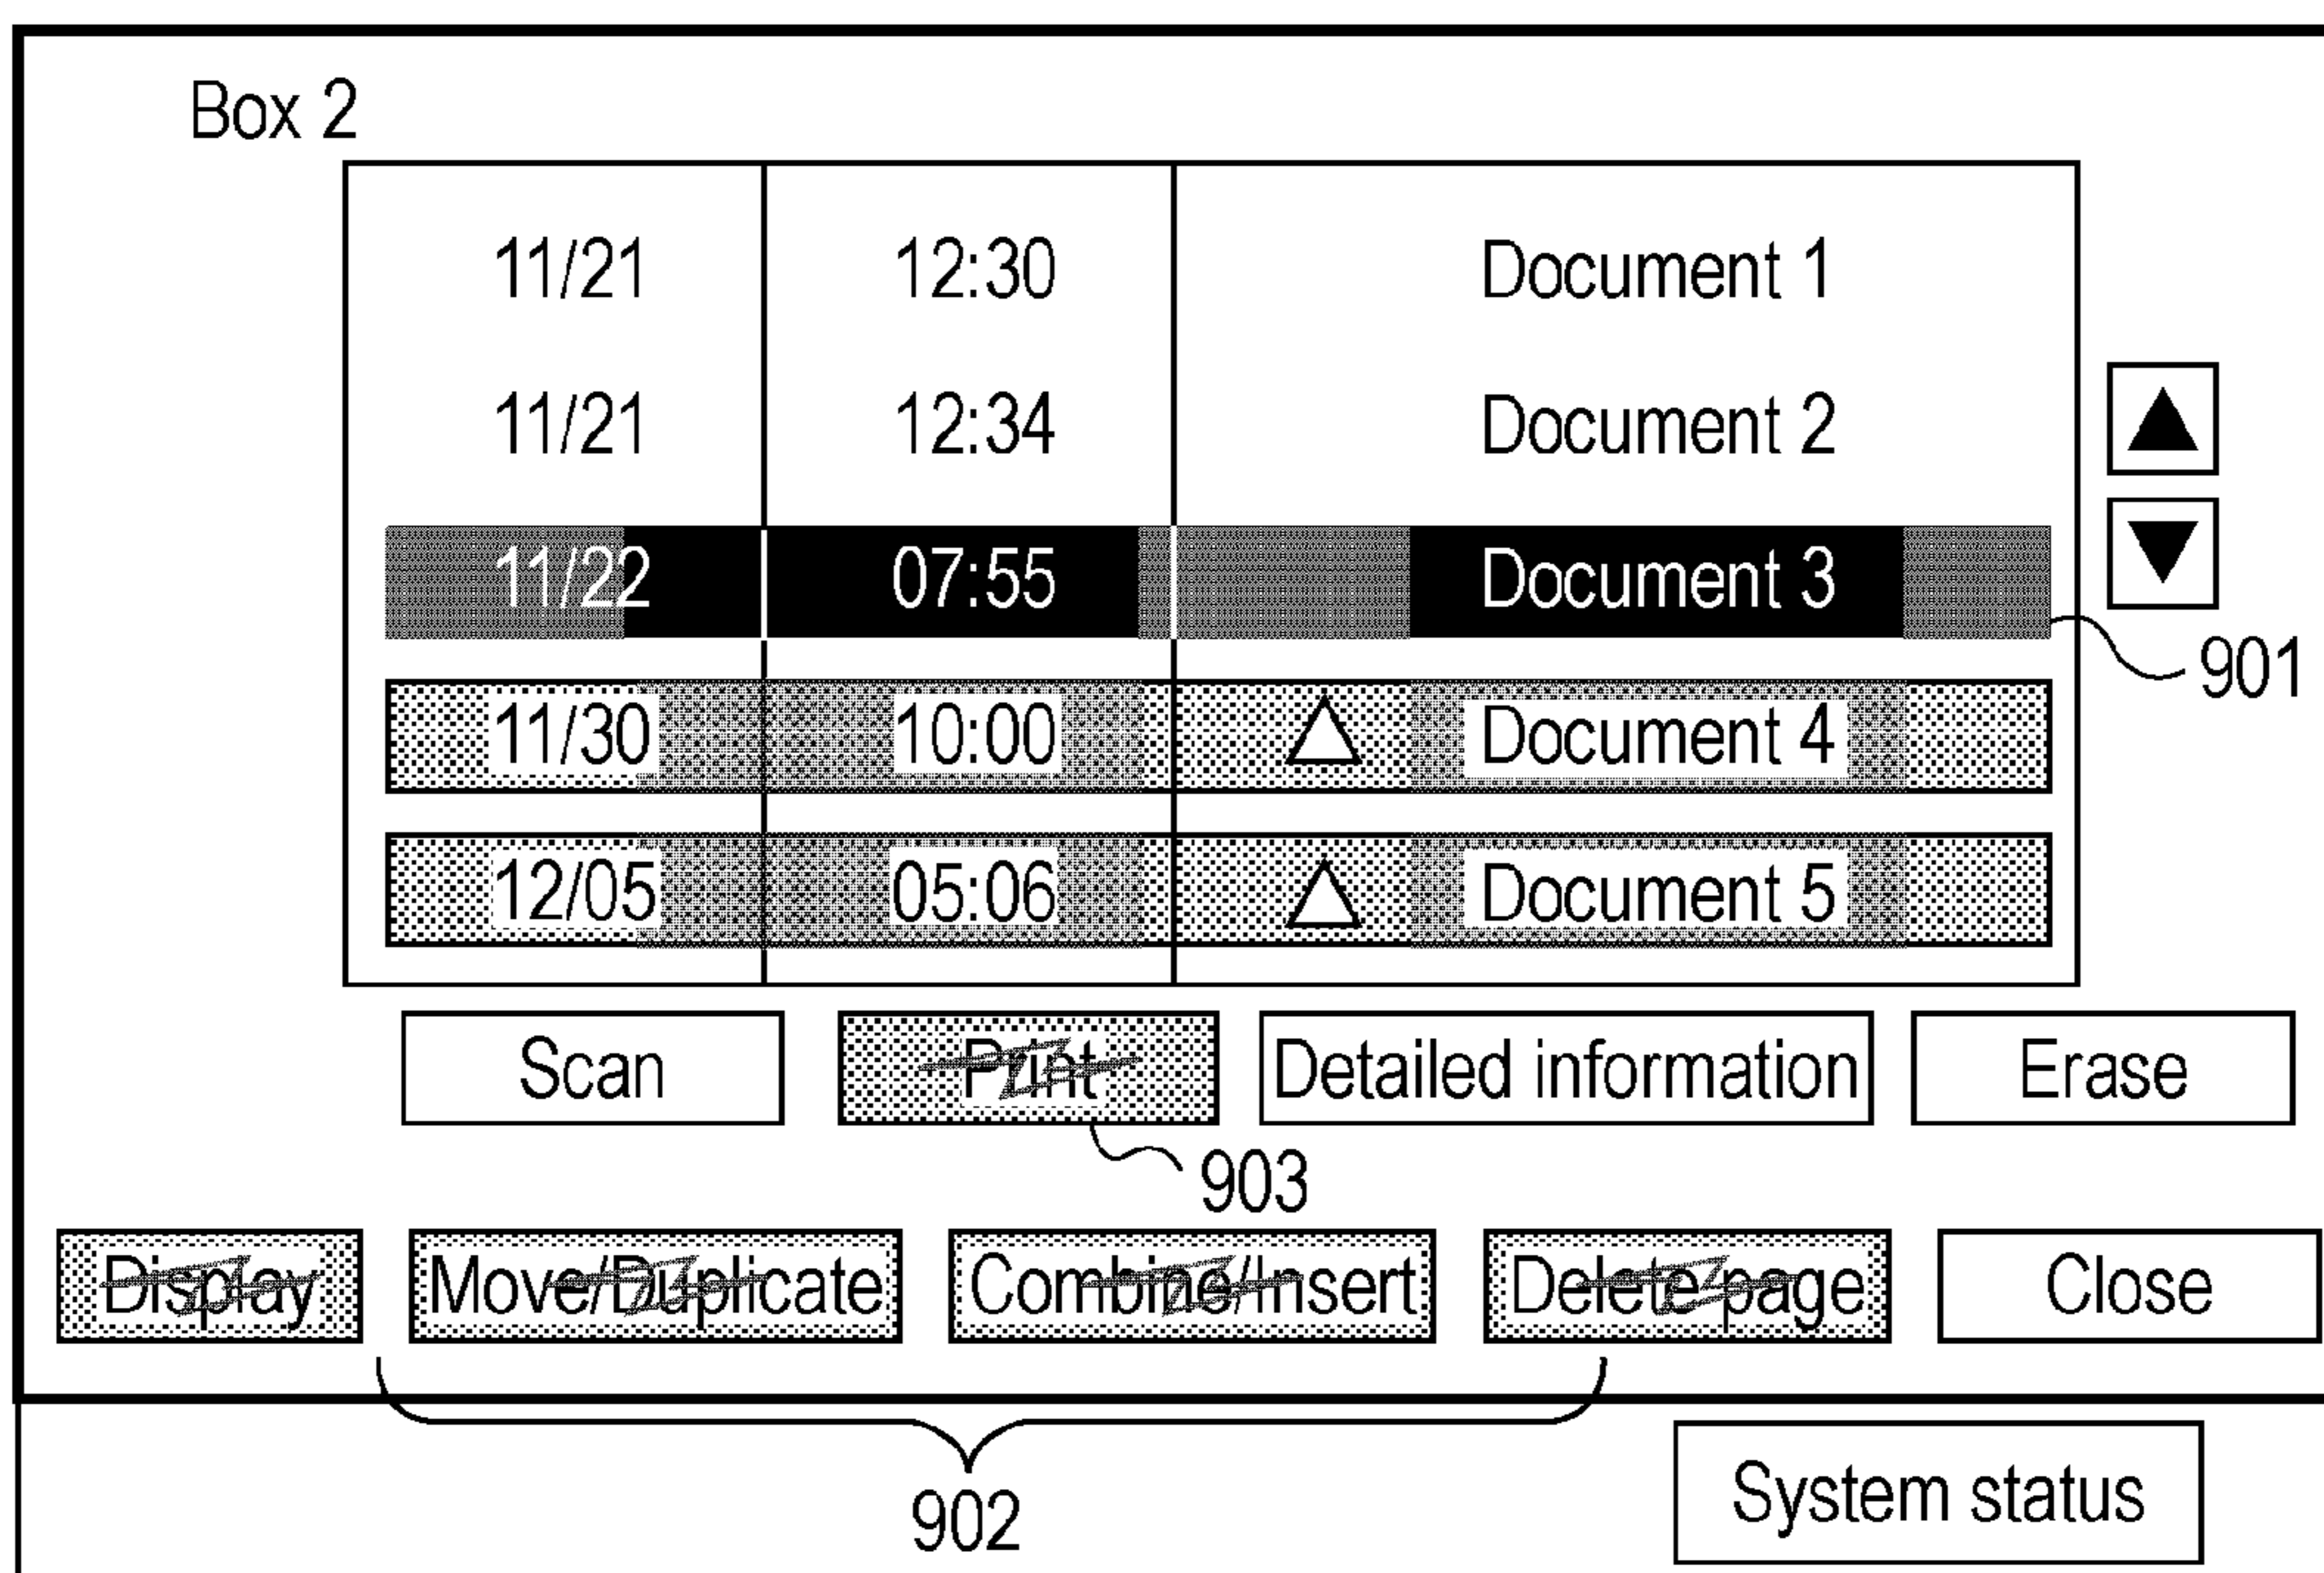 Box 2
11/21 12:30 Document 1
11/21 12:34 Document 2
11/22 07:55 Document 3
901
11/30 10:00 △ Document 4
12/05 05:06 △ Document 5
Scan Print Detailed information Erase
903
Display Move/Duplicate Combine/Insert Delete page Close
902
System status